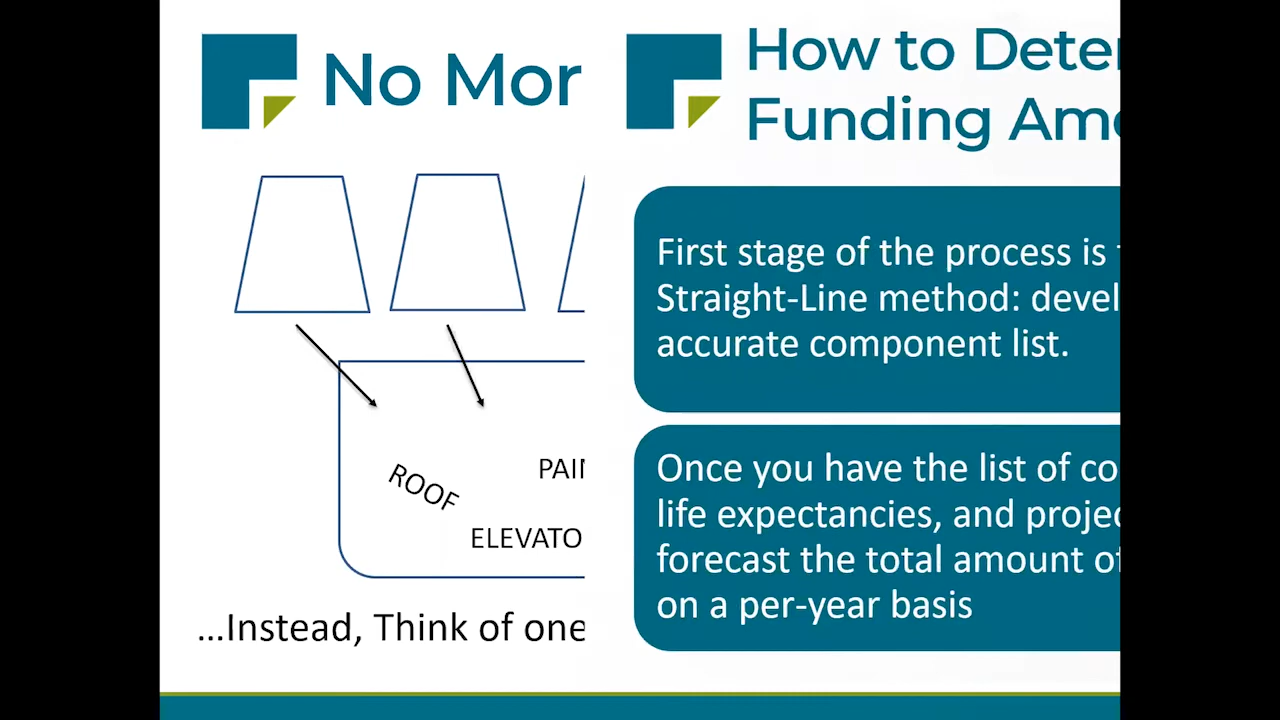 No Mor
ROOF
PAI
ELEVATO
...Instead, Think of one
How to Deter
Funding Am
First stage of the process is
Straight-Line method: devel
accurate component list.
Once you have the list of co
life expectancies, and projec
forecast the total amount of
on a per-year basis